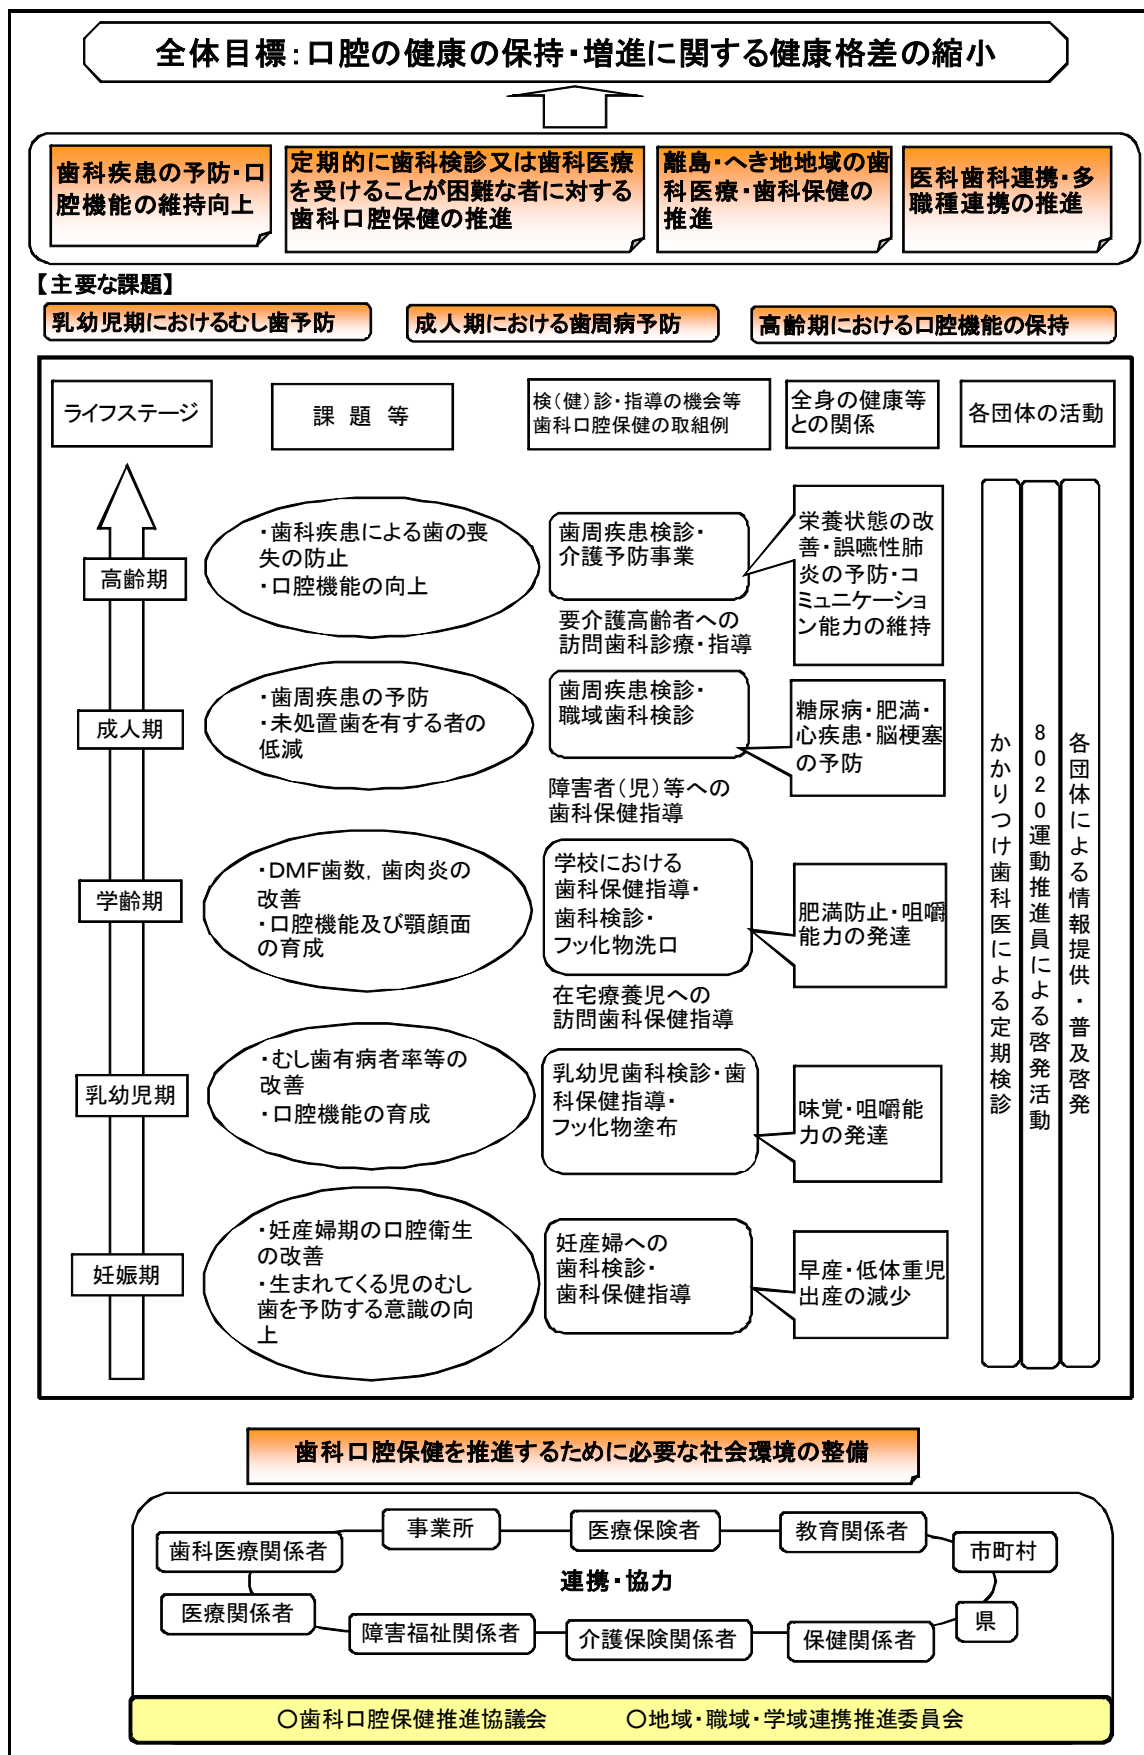 全体目標:口腔の健康の保持・増進に関する健康格差の縮小
歯科疾患の予防・口
腔機能の維持向上
定期的に歯科検診又は歯科医療
を受けることが困難な者に対する
歯科口腔保健の推進
離島・へき地地域の歯
科医療・歯科保健の
推進
医科歯科連携・多
職種連携の推進
【主要な課題】
乳幼児期におけるむし歯予防
成人期における歯周病予防
高齢期における口腔機能の保持
ライフステージ
課 題 等
検(健)診・指導の機会等
歯科口腔保健の取組例
全身の健康等
との関係
各団体の活動
高齢期
・歯科疾患による歯の喪
失の防止
・口腔機能の向上
歯周疾患検診・
介護予防事業
栄養状態の改
善・誤嚥性肺
炎の予防・コ
ミュニケーショ
ン能力の維持
要介護高齢者への
訪問歯科診療・指導
成人期
・歯周疾患の予防
・未処置歯を有する者の
低減
歯周疾患検診・
職域歯科検診
糖尿病・肥満・
心疾患・脳梗塞
の予防
障害者(児)等への
歯科保健指導
学齢期
・DMF歯数,歯肉炎の
改善
・口腔機能及び顎顔面
の育成
学校における
歯科保健指導・
歯科検診・
フッ化物洗口
肥満防止・咀嚼
能力の発達
在宅療養児への
訪問歯科保健指導
乳幼児期
・むし歯有病者率等の
改善
・口腔機能の育成
乳幼児歯科検診・歯
科保健指導・
フッ化物塗布
味覚・咀嚼能
力の発達
妊娠期
・妊産婦期の口腔衛生
の改善
・生まれてくる児のむし
歯を予防する意識の向
上
妊産婦への
歯科検診・
歯科保健指導
早産・低体重児
出産の減少
かかりつけ歯科医による定期検診
8020運動推進員による啓発活動
各団体による情報提供・普及啓発
歯科口腔保健を推進するために必要な社会環境の整備
歯科医療関係者
事業所
医療保険者
教育関係者
市町村
連携・協力
医療関係者
障害福祉関係者
介護保険関係者
保健関係者
県
○歯科口腔保健推進協議会
○地域・職域・学域連携推進委員会